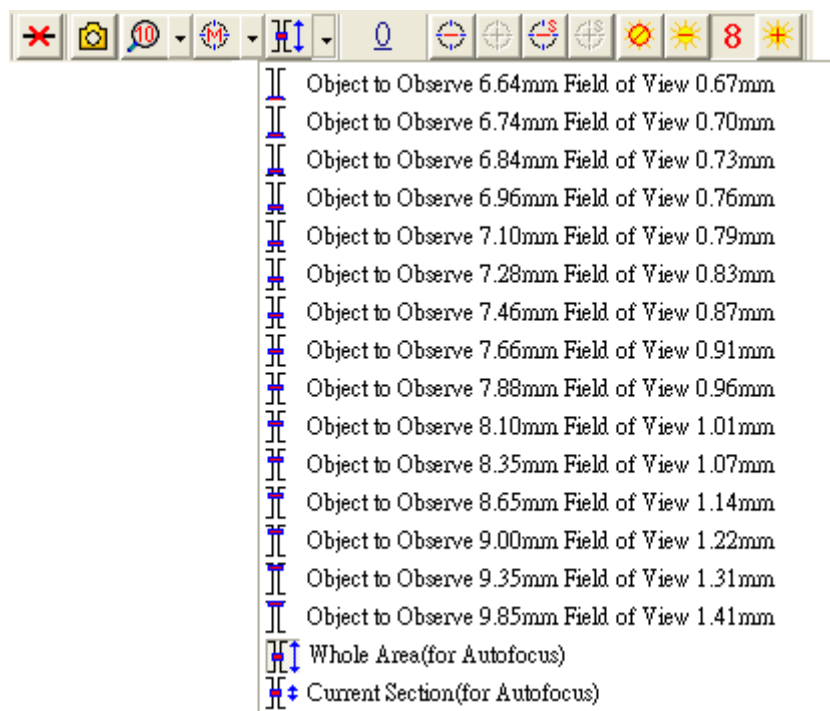 10 M 0 S S 8
Object to Observe 6.64mm Field of View 0.67mm
Object to Observe 6.74mm Field of View 0.70mm
Object to Observe 6.84mm Field of View 0.73mm
Object to Observe 6.96mm Field of View 0.76mm
Object to Observe 7.10mm Field of View 0.79mm
Object to Observe 7.28mm Field of View 0.83mm
Object to Observe 7.46mm Field of View 0.87mm
Object to Observe 7.66mm Field of View 0.91mm
Object to Observe 7.88mm Field of View 0.96mm
Object to Observe 8.10mm Field of View 1.01mm
Object to Observe 8.35mm Field of View 1.07mm
Object to Observe 8.65mm Field of View 1.14mm
Object to Observe 9.00mm Field of View 1.22mm
Object to Observe 9.35mm Field of View 1.31mm
Object to Observe 9.85mm Field of View 1.41mm
Whole Area(for Autofocus)
Current Section(for Autofocus)